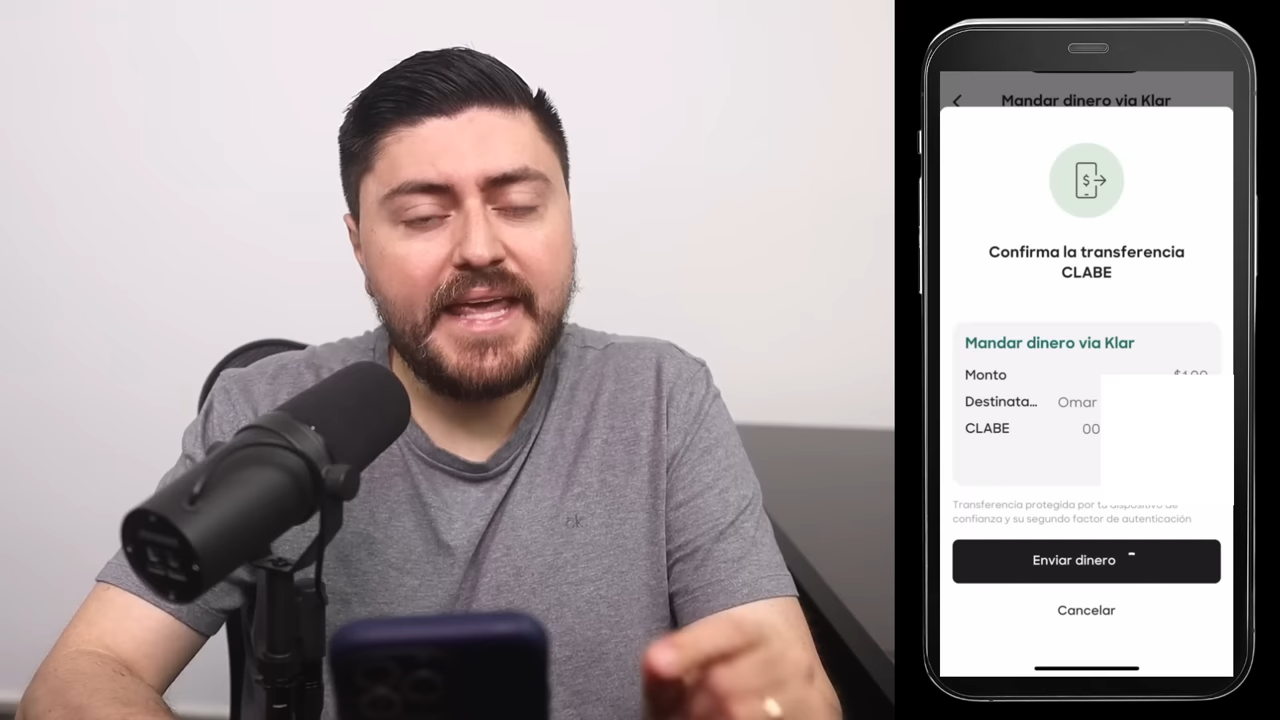 Mandar dinero via Klar
$
Confirma la transferencia
CLABE
Mandar dinero via Klar
Monto
Destinata... Omar
CLABE 00
Transferencia protegida por tu dispositivo de
confianza y su segundo factor de autenticación
Enviar dinero
Cancelar
ck